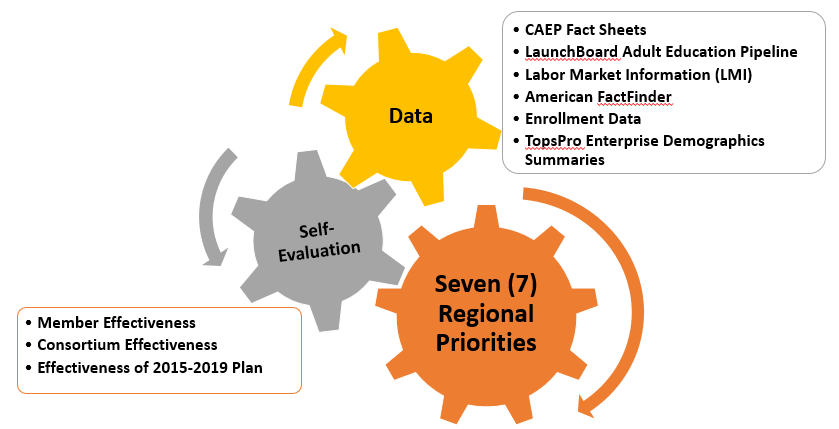 • CAEP Fact Sheets
• LaunchBoard Adult Education Pipeline
• Labor Market Information (LMI)
• American FactFinder
• Enrollment Data
• TopsPro Enterprise Demographics
Summaries
Data
Self-
Evaluation
Seven (7)
Regional
Priorities
• Member Effectiveness
• Consortium Effectiveness
• Effectiveness of 2015-2019 Plan